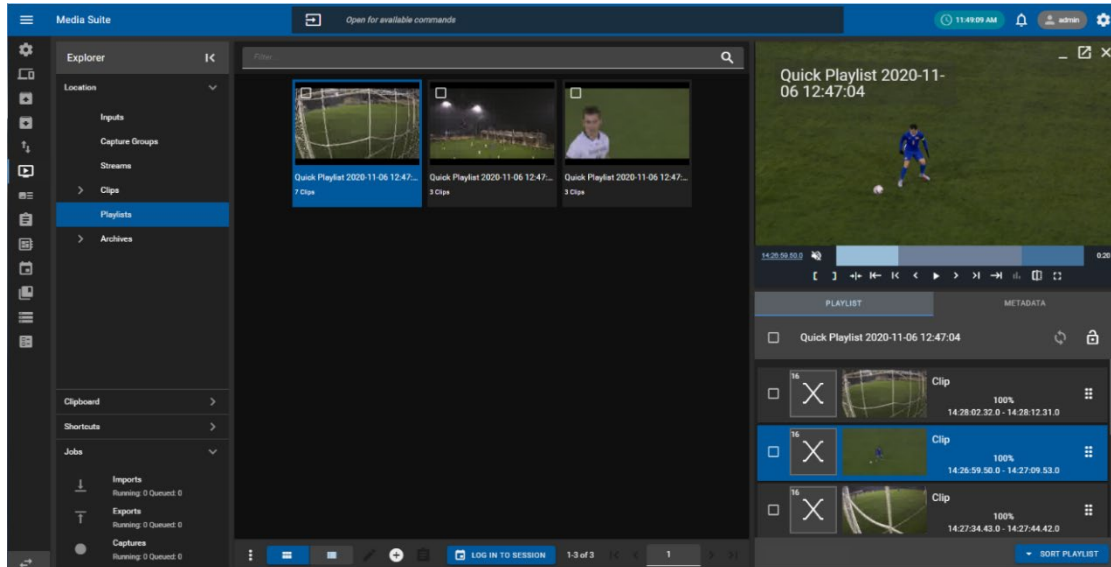 Media Suite
Open for available commands
11:49:09 AM
admin
Explorer
Location
Inputs
Capture Groups
Streams
Clips
Playlists
Archives
Clipboard
Shortcuts
Jobs
Imports
Running: 0 Queued: 0
Exports
Running: 0 Queued: 0
Captures
Running: 0 Queued: 0
Filter...
Quick Playlist 2020-11-06 12:47:...
7 Clips
Quick Playlist 2020-11-06 12:47:...
3 Clips
Quick Playlist 2020-11-06 12:47:...
3 Clips
LOG IN TO SESSION
1-3 of 3
1
Quick Playlist 2020-11-
06 12:47:04
14:26:59.50.0
0:20
PLAYLIST
METADATA
Quick Playlist 2020-11-06 12:47:04
16
Clip
100%
14:28:02.32.0 - 14:28:12.31.0
16
Clip
100%
14:26:59.50.0 - 14:27:09.53.0
16
Clip
100%
14:27:34.43.0 - 14:27:44.42.0
SORT PLAYLIST